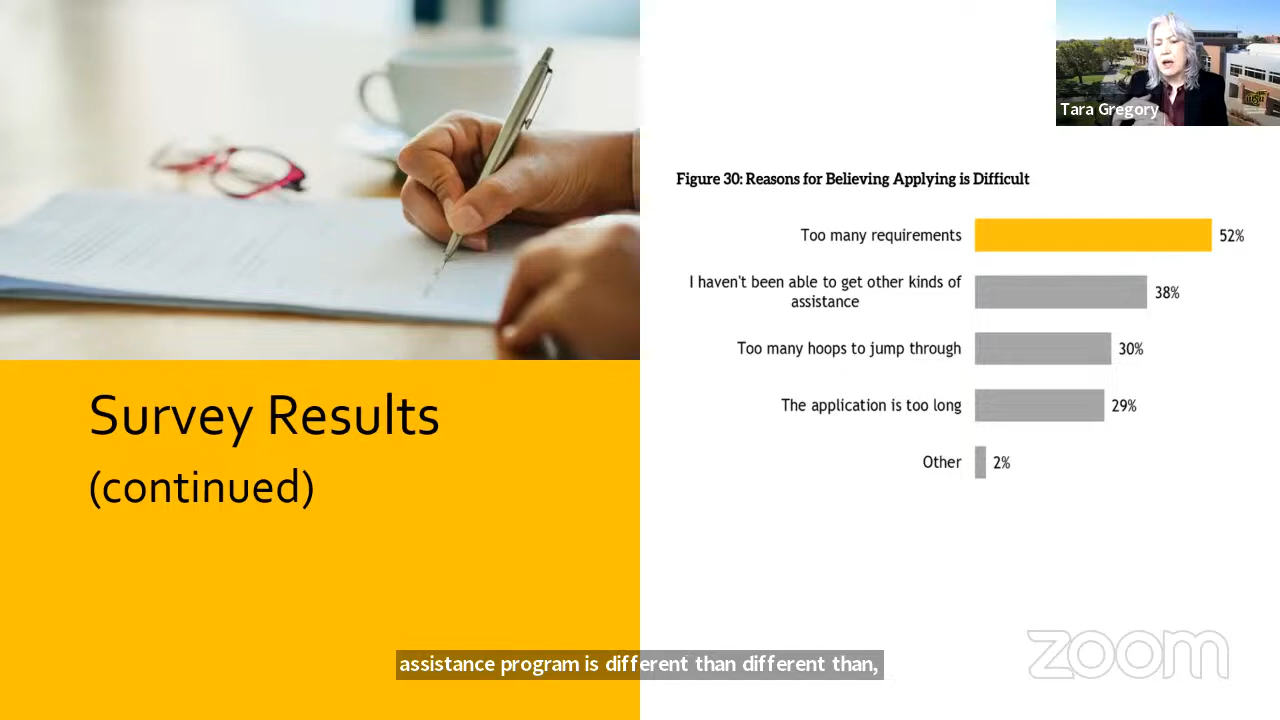 Tara Gregory
Survey Results
(continued)
Figure 30: Reasons for Believing Applying is Difficult
Too many requirements 52%
I haven't been able to get other kinds of
assistance 38%
Too many hoops to jump through 30%
The application is too long 29%
Other 2%
assistance program is different than different than,
zoom